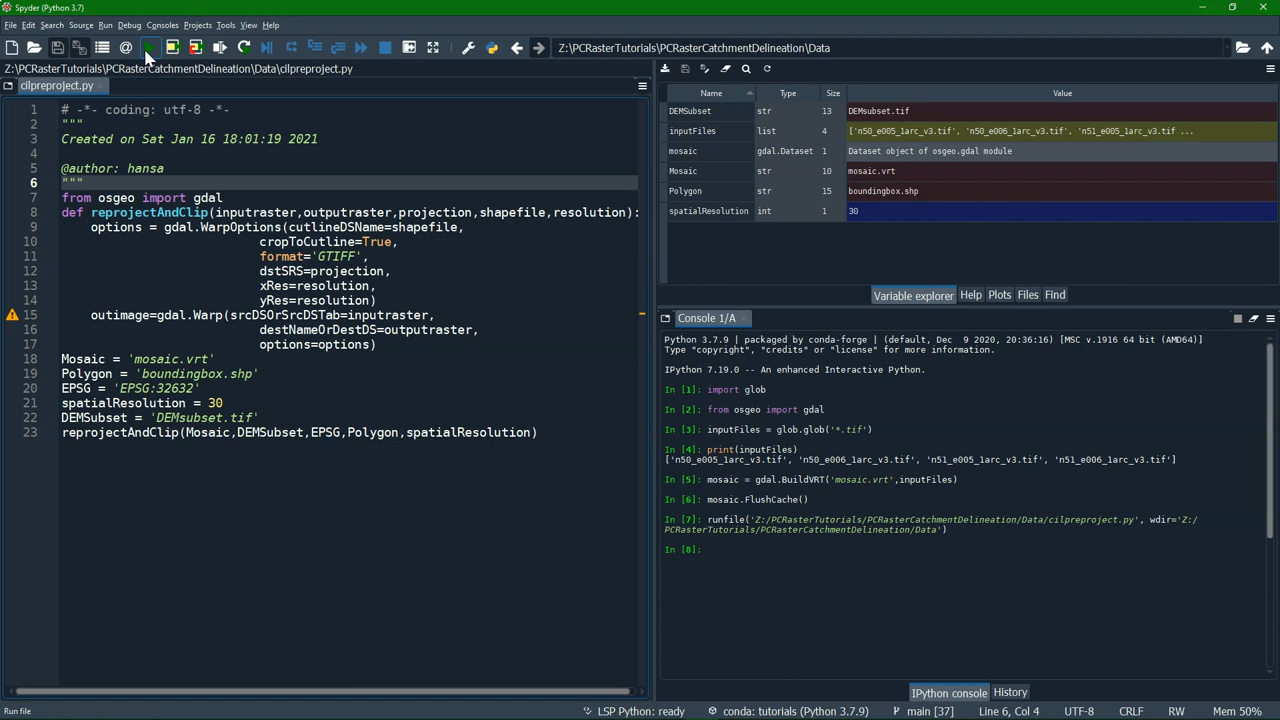 Spyder (Python 3.7)
File Edit Search Source Run Debug Consoles Projects Tools View Help
Z:\PCRasterTutorials\PCRasterCatchmentDelineation\Data
Z:\PCRasterTutorials\PCRasterCatchmentDelineation\Data\cilpreproject.py
cilpreproject.py
1 # -*- coding: utf-8 -*-
2 """
3 Created on Sat Jan 16 18:01:19 2021
4
5 @author: hansa
6 """
7 from osgeo import gdal
8 def reprojectAndClip(inputraster,outputraster,projection,shapefile,resolution):
9 options = gdal.WarpOptions(cutlineDSName=shapefile,
10 cropToCutline=True,
11 format='GTIFF',
12 dstSRS=projection,
13 xRes=resolution,
14 yRes=resolution)
15 outimage=gdal.Warp(srcDSOrSrcDSTab=inputraster,
16 destNameOrDestDS=outputraster,
17 options=options)
18 Mosaic = 'mosaic.vrt'
19 Polygon = 'boundingbox.shp'
20 EPSG = 'EPSG:32632'
21 spatialResolution = 30
22 DEMSubset = 'DEMsubset.tif'
23 reprojectAndClip(Mosaic,DEMSubset,EPSG,Polygon,spatialResolution)
Name Type Size Value
DEMSubset str 13 DEMsubset.tif
inputFiles list 4 ['n50_e005_1arc_v3.tif', 'n50_e006_1arc_v3.tif', 'n51_e005_1arc_v3.tif ...
mosaic gdal.Dataset 1 Dataset object of osgeo.gdal module
Mosaic str 10 mosaic.vrt
Polygon str 15 boundingbox.shp
spatialResolution int 1 30
Variable explorer Help Plots Files Find
Console 1/A
Python 3.7.9 | packaged by conda-forge | (default, Dec  9 2020, 20:36:16) [MSC v.1916 64 bit (AMD64)]
Type "copyright", "credits" or "license" for more information.
IPython 7.19.0 -- An enhanced Interactive Python.
In [1]: import glob
In [2]: from osgeo import gdal
In [3]: inputFiles = glob.glob('*.tif')
In [4]: print(inputFiles)
['n50_e005_1arc_v3.tif', 'n50_e006_1arc_v3.tif', 'n51_e005_1arc_v3.tif', 'n51_e006_1arc_v3.tif']
In [5]: mosaic = gdal.BuildVRT('mosaic.vrt',inputFiles)
In [6]: mosaic.FlushCache()
In [7]: runfile('Z:/PCRasterTutorials/PCRasterCatchmentDelineation/Data/cilpreproject.py', wdir='Z:/
PCRasterTutorials/PCRasterCatchmentDelineation/Data')
In [8]:
IPython console History
Run file LSP Python: ready conda: tutorials (Python 3.7.9) main [37] Line 6, Col 4 UTF-8 CRLF RW Mem 50%